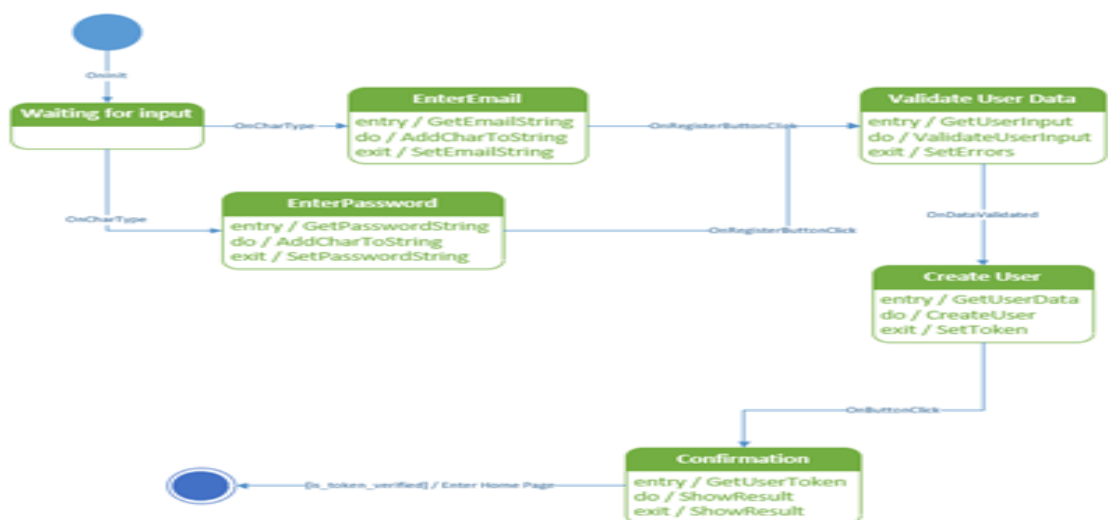 OnInit
Waiting for input
OnCharType
EnterEmail
entry / GetEmailString
do / AddCharToString
exit / SetEmailString
OnRegisterButtonClick
Validate User Data
entry / GetUserInput
do / ValidateUserInput
exit / SetErrors
OnCharType
EnterPassword
entry / GetPasswordString
do / AddCharToString
exit / SetPasswordString
OnRegisterButtonClick
OnDataValidated
Create User
entry / GetUserData
do / CreateUser
exit / SetToken
OnButtonClick
Confirmation
entry / GetUserToken
do / ShowResult
exit / ShowResult
[is_token_verified] / Enter Home Page